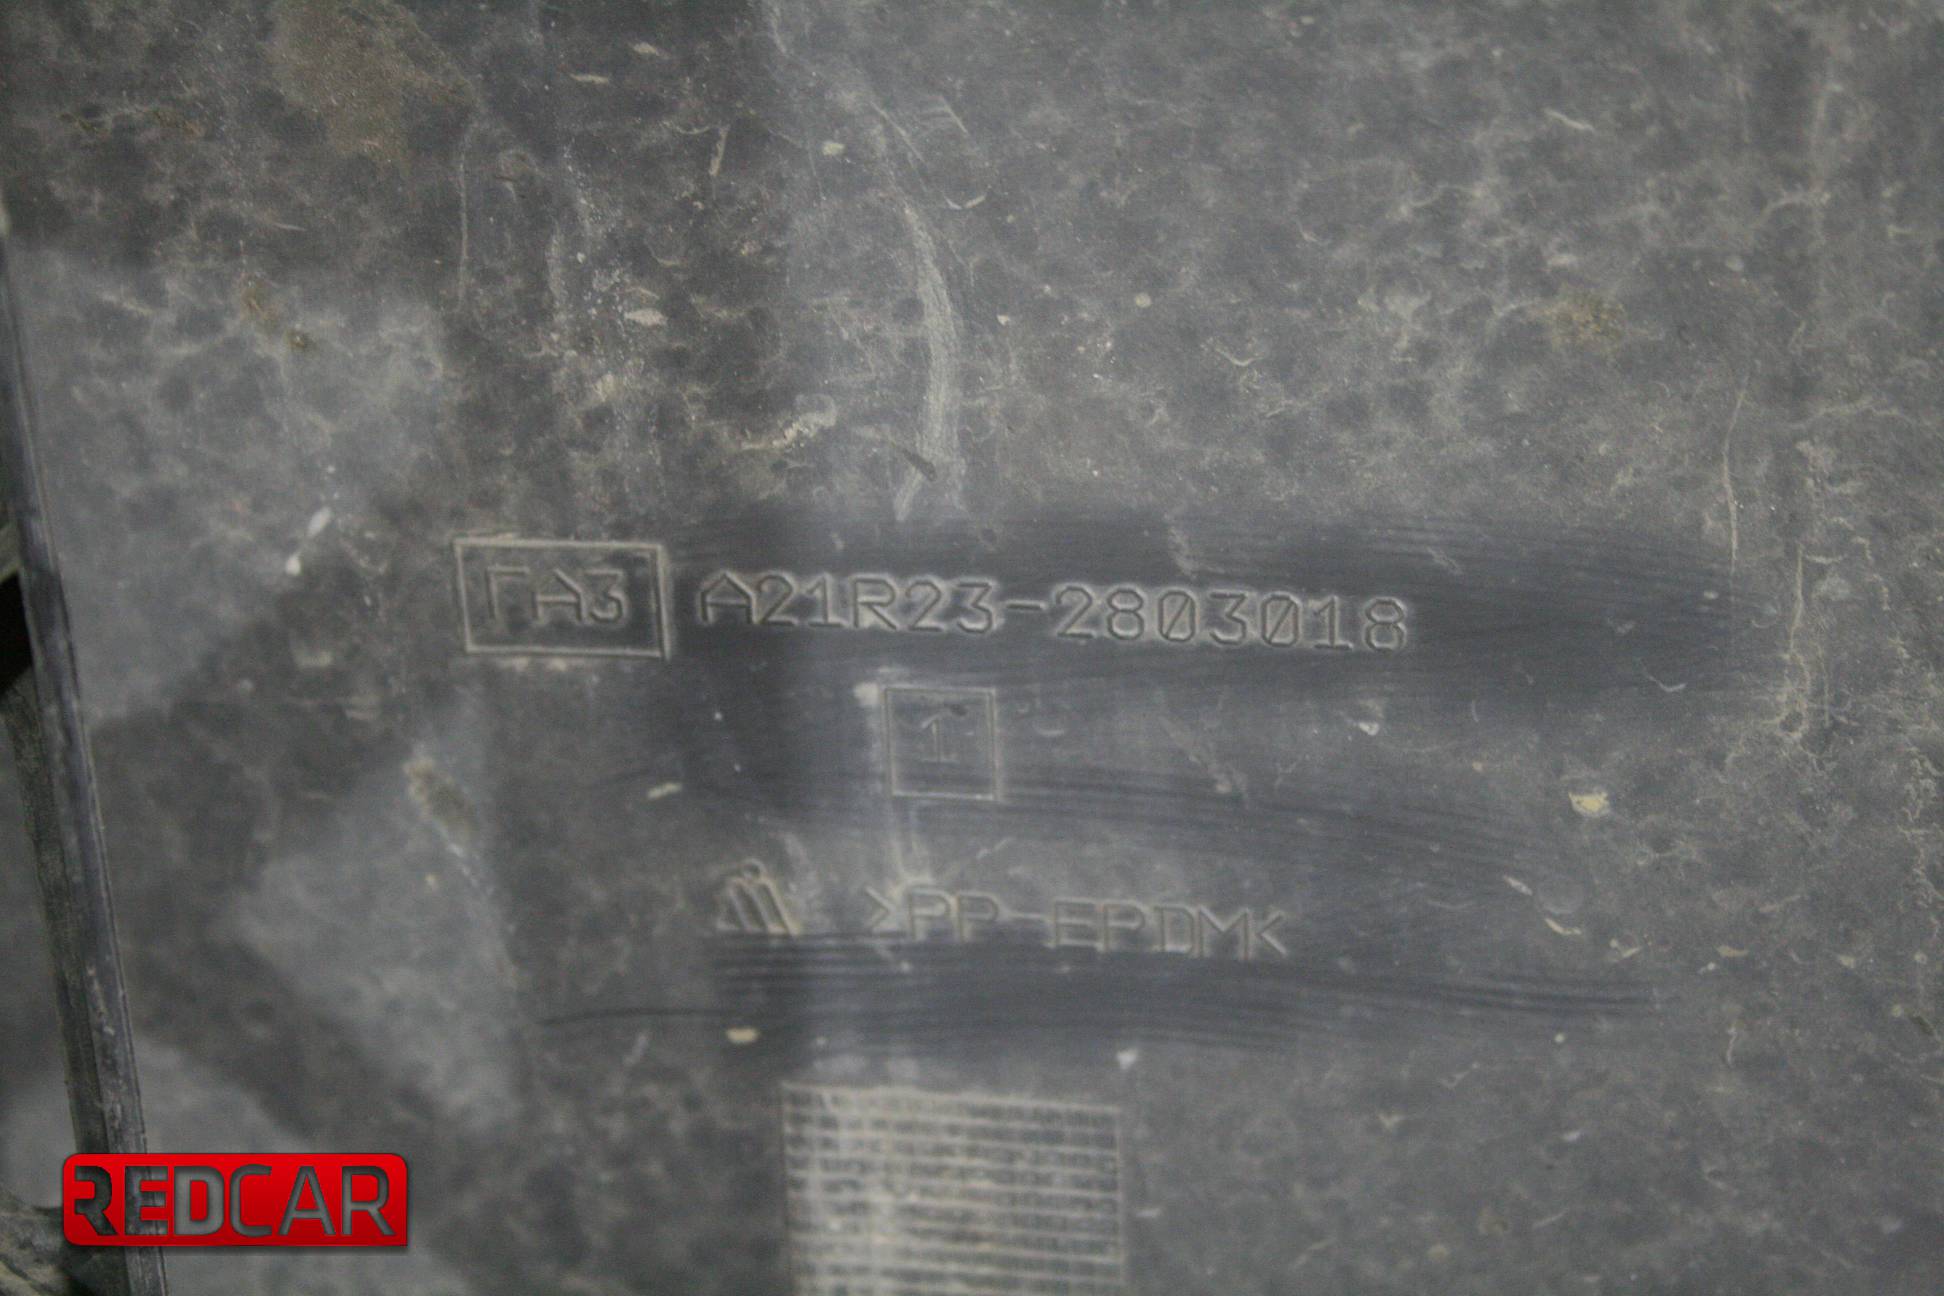 ГАЗ A21R23-2803018
1
>PP-EPDM<
REDCAR